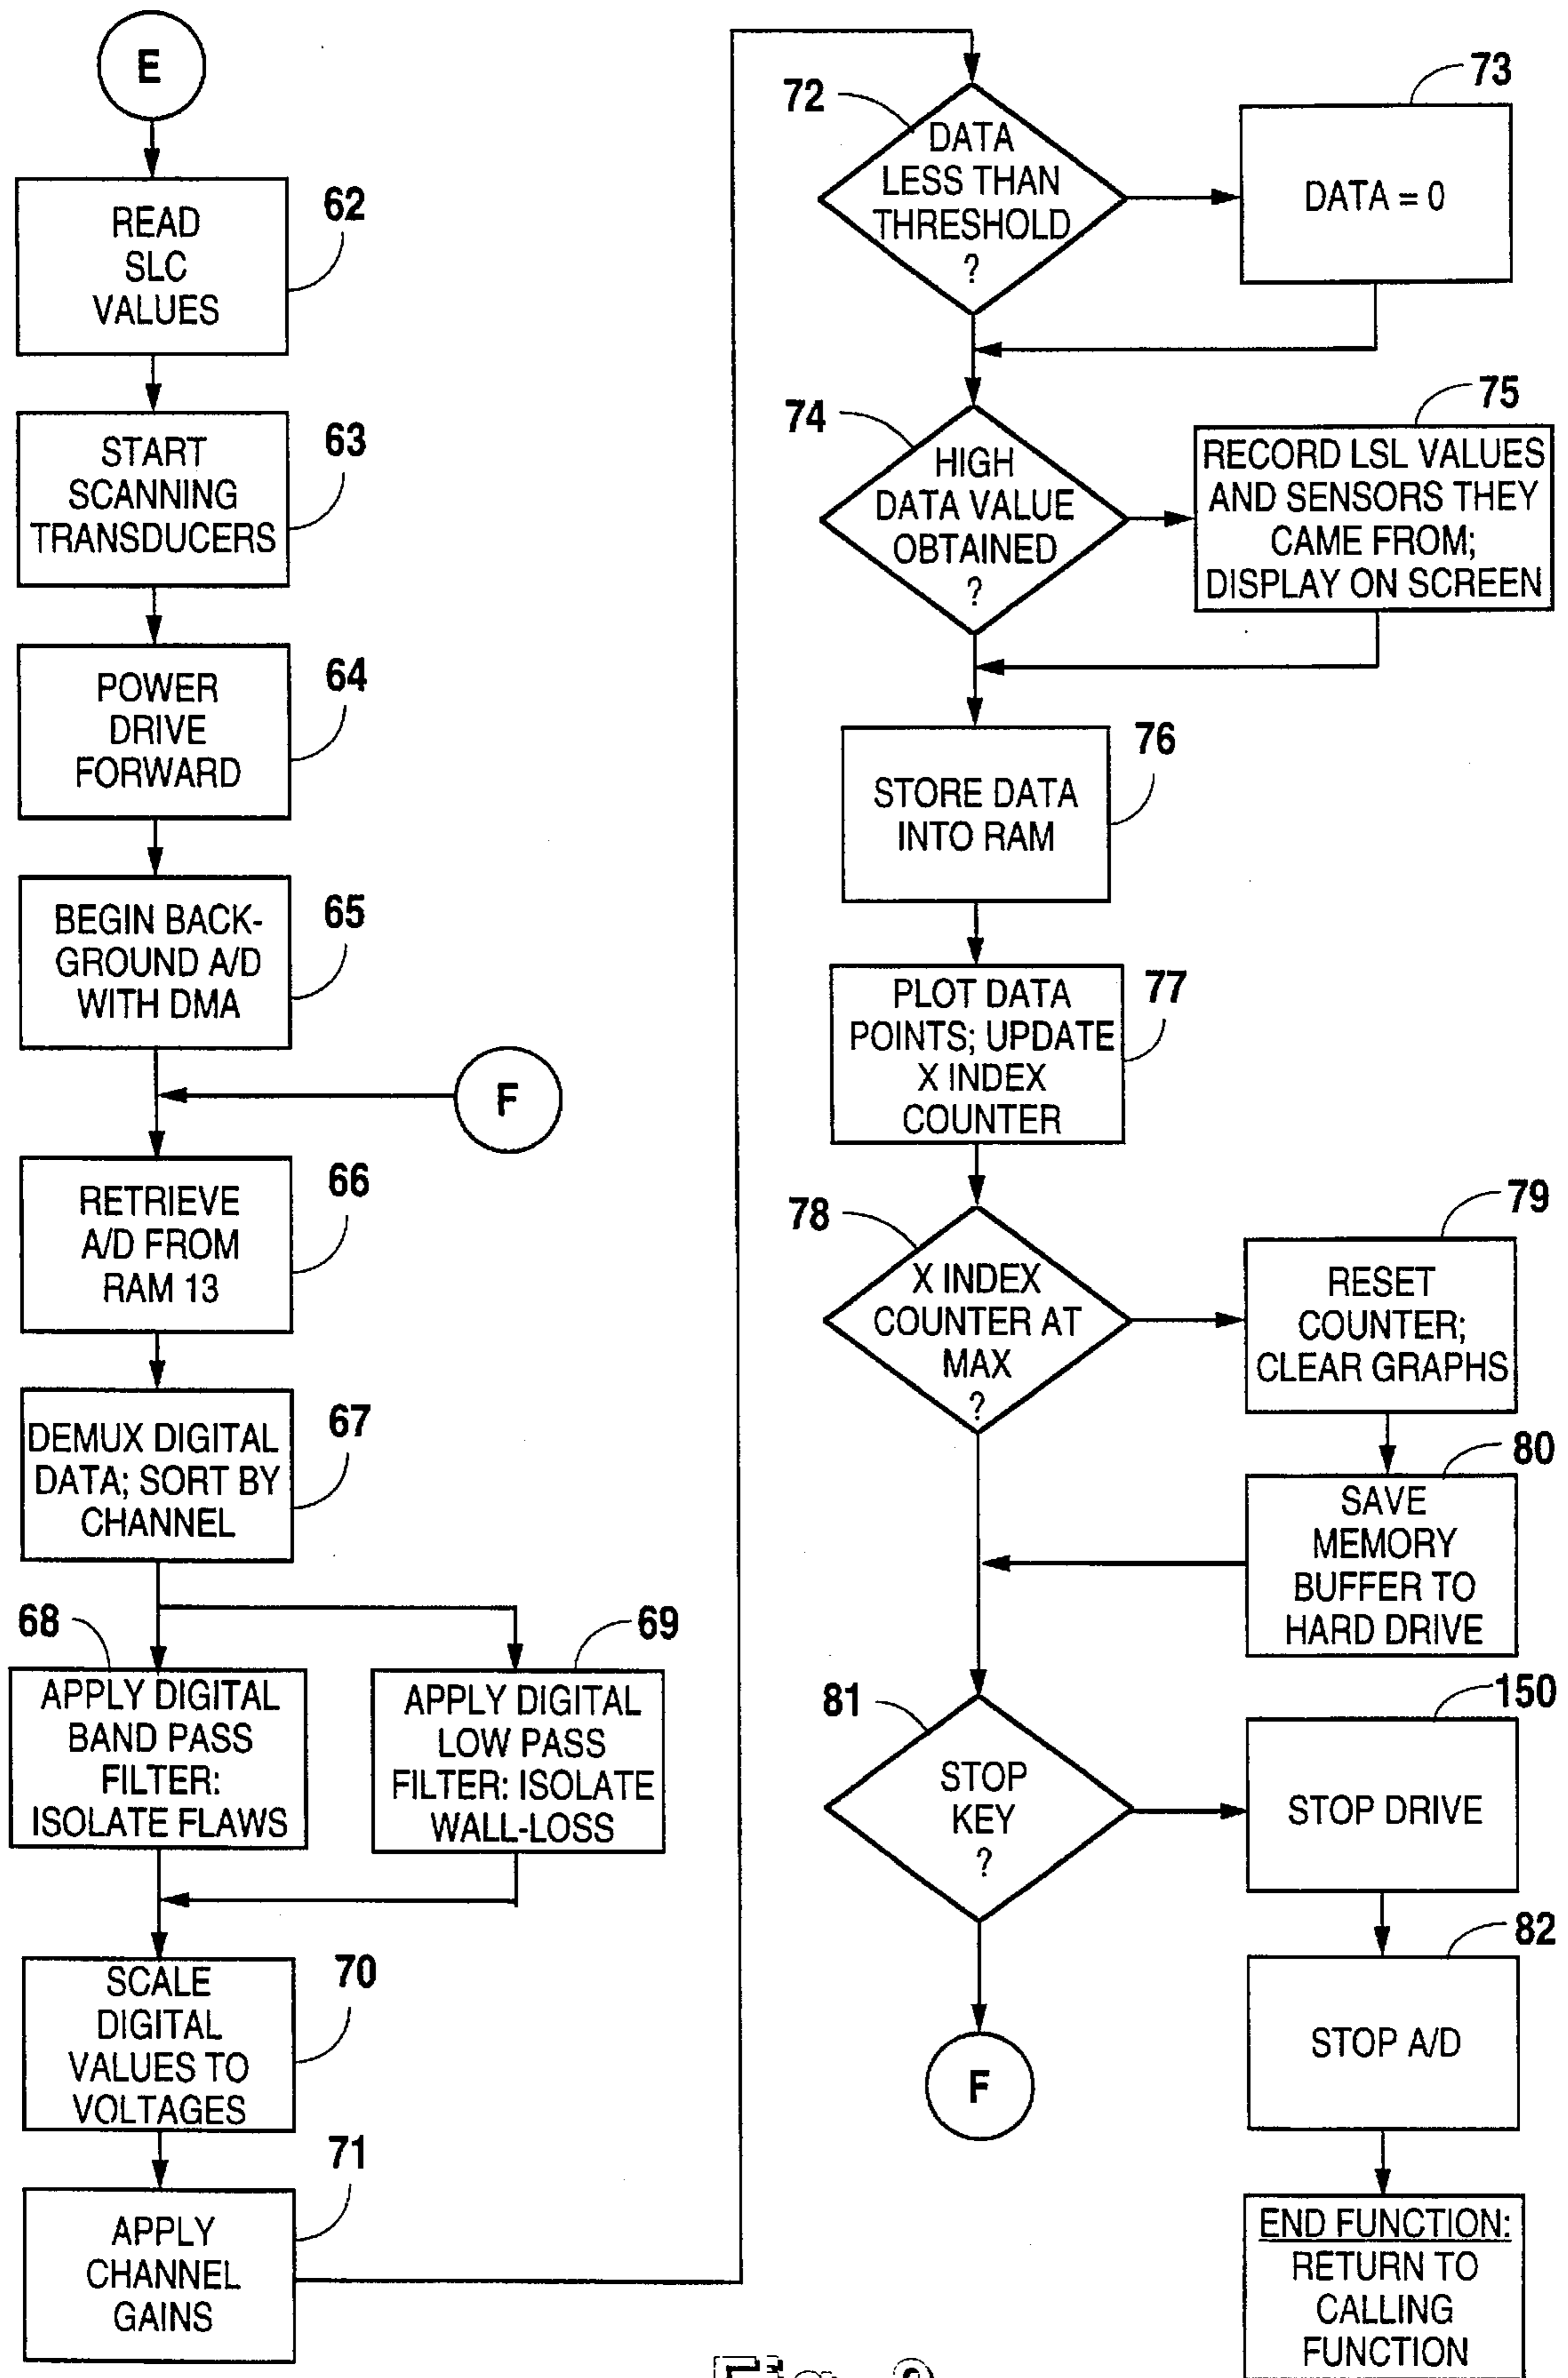 E
READ
SLC
VALUES
62
START
SCANNING
TRANSDUCERS
63
POWER
DRIVE
FORWARD
64
BEGIN BACK-
GROUND A/D
WITH DMA
65
F
RETRIEVE
A/D FROM
RAM 13
66
DEMUX DIGITAL
DATA; SORT BY
CHANNEL
67
68
APPLY DIGITAL
BAND PASS
FILTER:
ISOLATE FLAWS
69
APPLY DIGITAL
LOW PASS
FILTER: ISOLATE
WALL-LOSS
SCALE
DIGITAL
VALUES TO
VOLTAGES
70
APPLY
CHANNEL
GAINS
71
72
DATA
LESS THAN
THRESHOLD
?
73
DATA = 0
74
HIGH
DATA VALUE
OBTAINED
?
75
RECORD LSL VALUES
AND SENSORS THEY
CAME FROM;
DISPLAY ON SCREEN
76
STORE DATA
INTO RAM
77
PLOT DATA
POINTS; UPDATE
X INDEX
COUNTER
78
X INDEX
COUNTER AT
MAX
?
79
RESET
COUNTER;
CLEAR GRAPHS
80
SAVE
MEMORY
BUFFER TO
HARD DRIVE
81
STOP
KEY
?
150
STOP DRIVE
82
STOP A/D
F
END FUNCTION:
RETURN TO
CALLING
FUNCTION